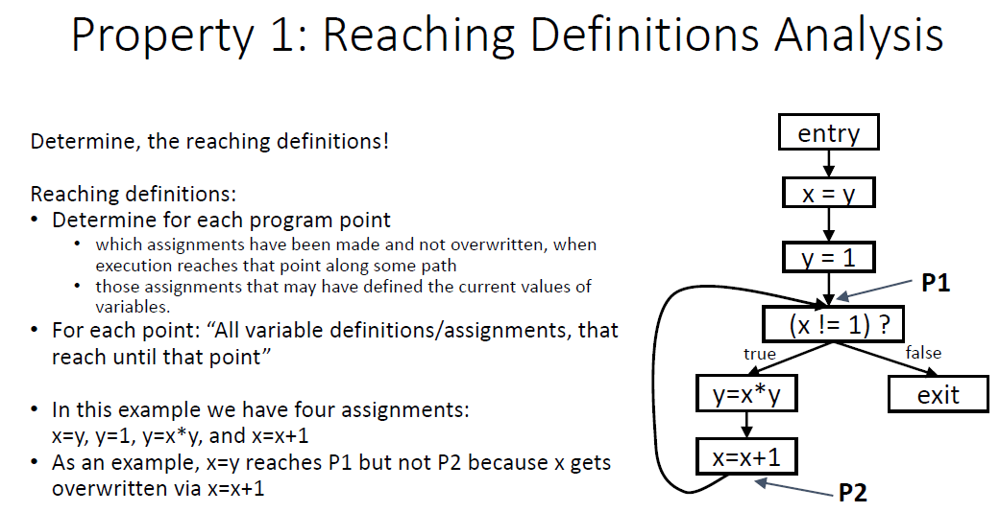 Property 1: Reaching Definitions Analysis
Determine, the reaching definitions!
Reaching definitions:
• Determine for each program point
• which assignments have been made and not overwritten, when
execution reaches that point along some path
• those assignments that may have defined the current values of
variables.
• For each point: “All variable definitions/assignments, that
reach until that point”
• In this example we have four assignments:
x=y, y=1, y=x*y, and x=x+1
• As an example, x=y reaches P1 but not P2 because x gets
overwritten via x=x+1
entry
x = y
y = 1
P1
(x != 1) ?
true
false
y=x*y
exit
x=x+1
P2